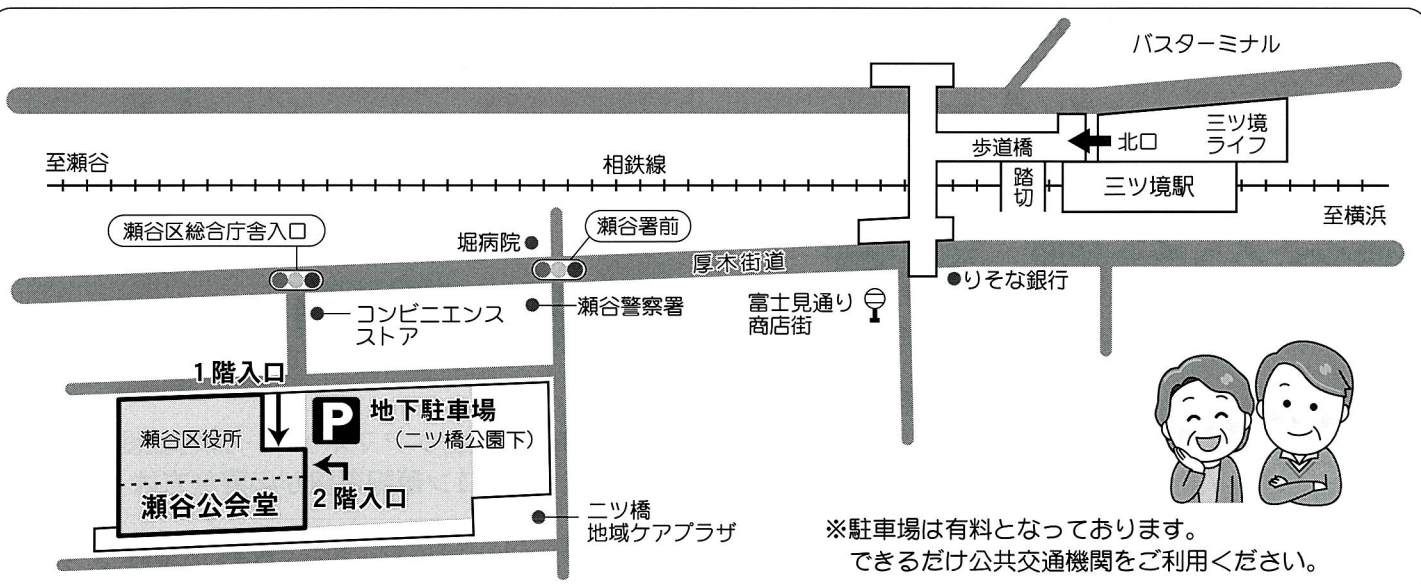 バスターミナル
三ツ境
ライフ
北口
歩道橋
至瀬谷
相鉄線
踏切
三ツ境駅
至横浜
瀬谷区総合庁舎入口
堀病院
瀬谷署前
厚木街道
りそな銀行
コンビニエンス
ストア
瀬谷警察署
富士見通り
商店街
1階入口
P
地下駐車場
(二ツ橋公園下)
瀬谷区役所
瀬谷公会堂
2階入口
二ツ橋
地域ケアプラザ
※駐車場は有料となっております。
できるだけ公共交通機関をご利用ください。